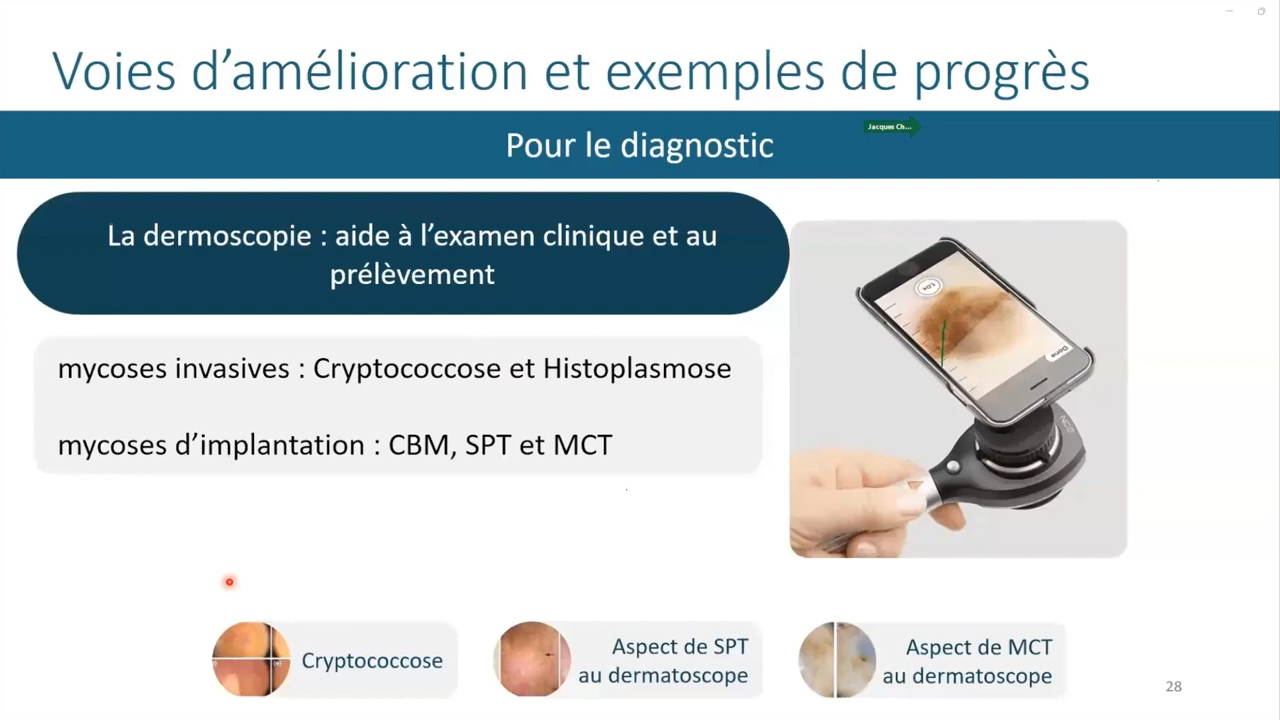 Voies d’amélioration et exemples de progrès
Jacques Ch...
Pour le diagnostic
La dermoscopie : aide à l’examen clinique et au
prélèvement
mycoses invasives : Cryptococcose et Histoplasmose
mycoses d’implantation : CBM, SPT et MCT
Cryptococcose
Aspect de SPT
au dermatoscope
Aspect de MCT
au dermatoscope
28